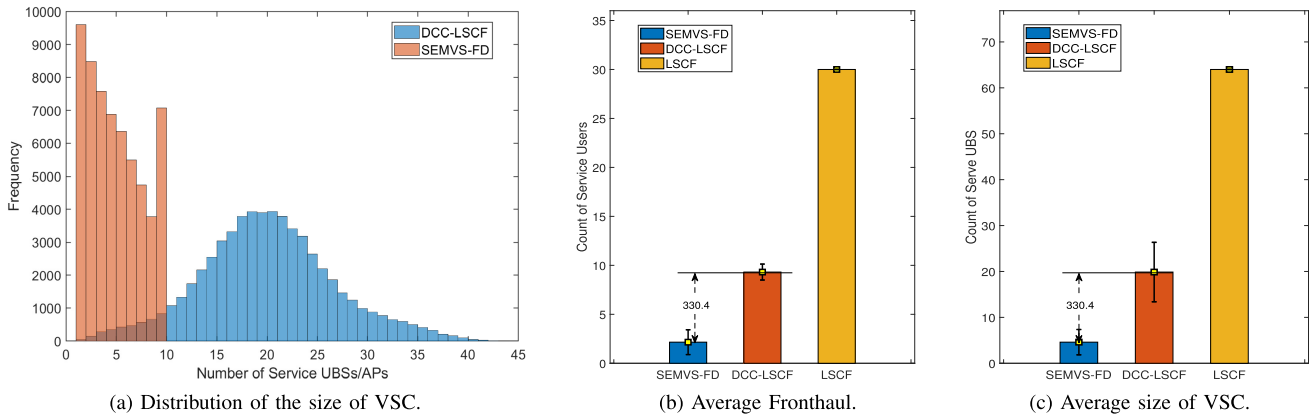 10000
9000
8000
7000
6000
5000
4000
3000
2000
1000
0
Frequency
DCC-LSCF
SEMVS-FD
0 5 10 15 20 25 30 35 40 45
Number of Service UBSs/APs
(a) Distribution of the size of VSC.
35
30
25
20
15
10
5
0
Count of Service Users
SEMVS-FD
DCC-LSCF
LSCF
330.4
SEMVS-FD DCC-LSCF LSCF
(b) Average Fronthaul.
70
60
50
40
30
20
10
0
Count of Serve UBS
SEMVS-FD
DCC-LSCF
LSCF
330.4
SEMVS-FD DCC-LSCF LSCF
(c) Average size of VSC.